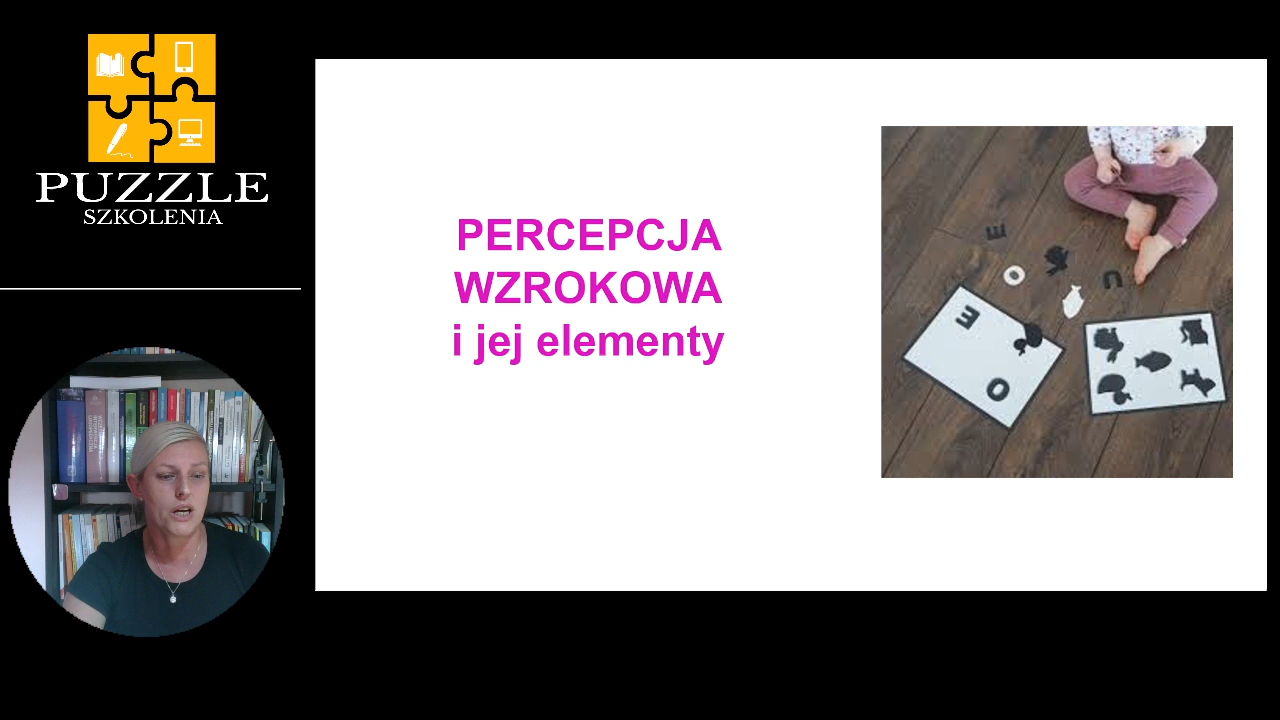 PUZZLE
SZKOLENIA
PERCEPCJA
WZROKOWA
i jej elementy
E
O
U
E
O